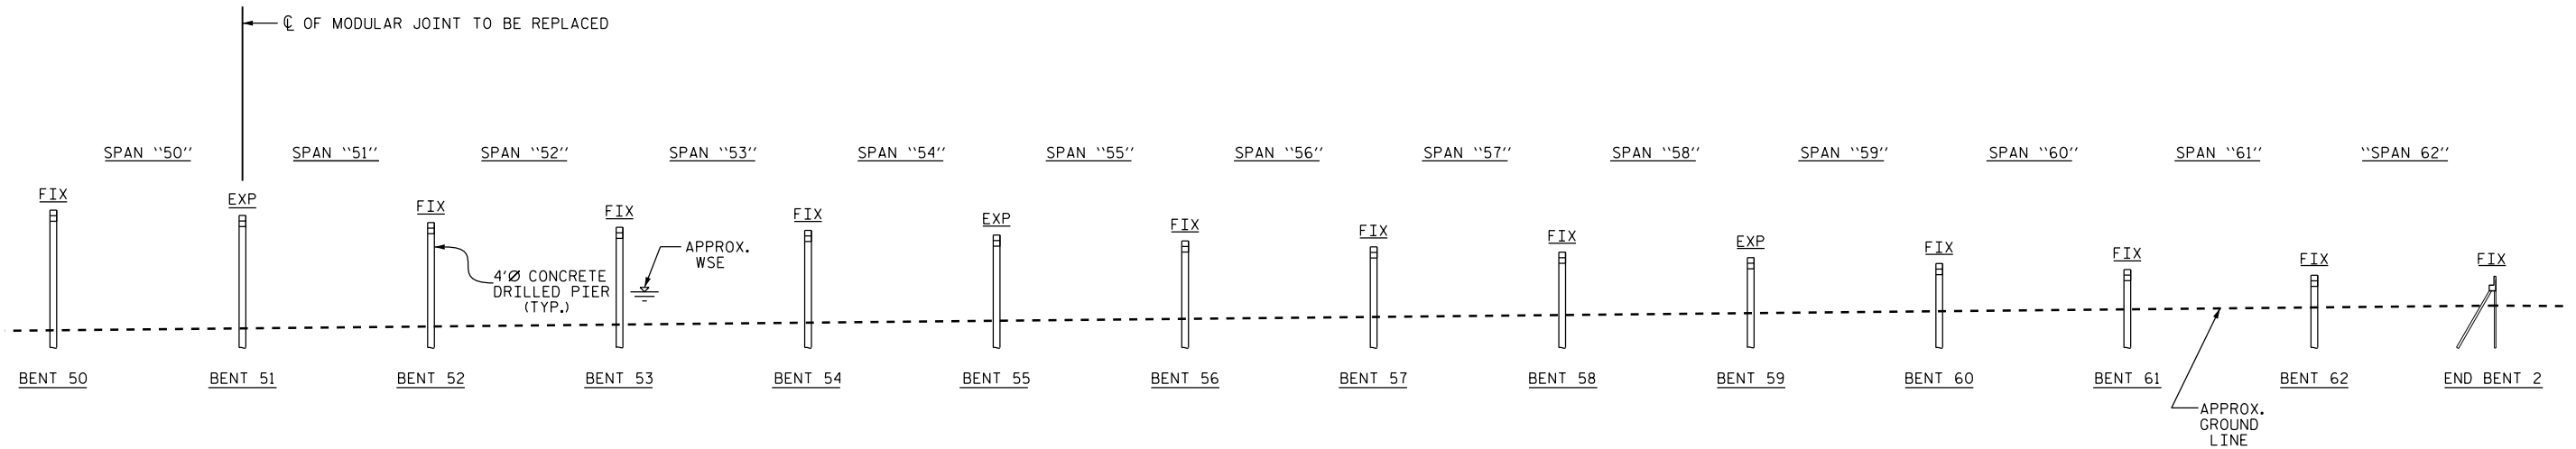 ℄ OF MODULAR JOINT TO BE REPLACED
SPAN ``50''
SPAN ``51''
SPAN ``52''
SPAN ``53''
SPAN ``54''
SPAN ``55''
SPAN ``56''
SPAN ``57''
SPAN ``58''
SPAN ``59''
SPAN ``60''
SPAN ``61''
``SPAN 62''
FIX
EXP
FIX
FIX
FIX
EXP
FIX
FIX
FIX
EXP
FIX
FIX
FIX
FIX
APPROX.
WSE
4'Ø CONCRETE
DRILLED PIER
(TYP.)
BENT 50
BENT 51
BENT 52
BENT 53
BENT 54
BENT 55
BENT 56
BENT 57
BENT 58
BENT 59
BENT 60
BENT 61
BENT 62
END BENT 2
APPROX.
GROUND
LINE